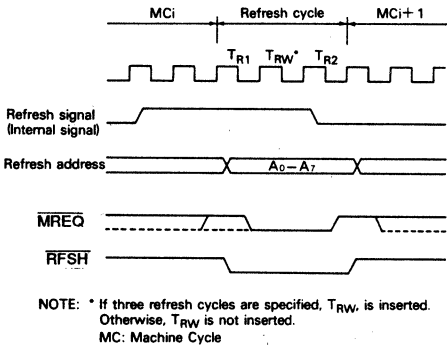 MCi Refresh cycle MCi+ 1
TR1 TRW* TR2
Refresh signal
(Internal signal)
Refresh address A0–A7
MREQ
RFSH
NOTE: * If three refresh cycles are specified, TRW, is inserted.
Otherwise, TRW is not inserted.
MC: Machine Cycle